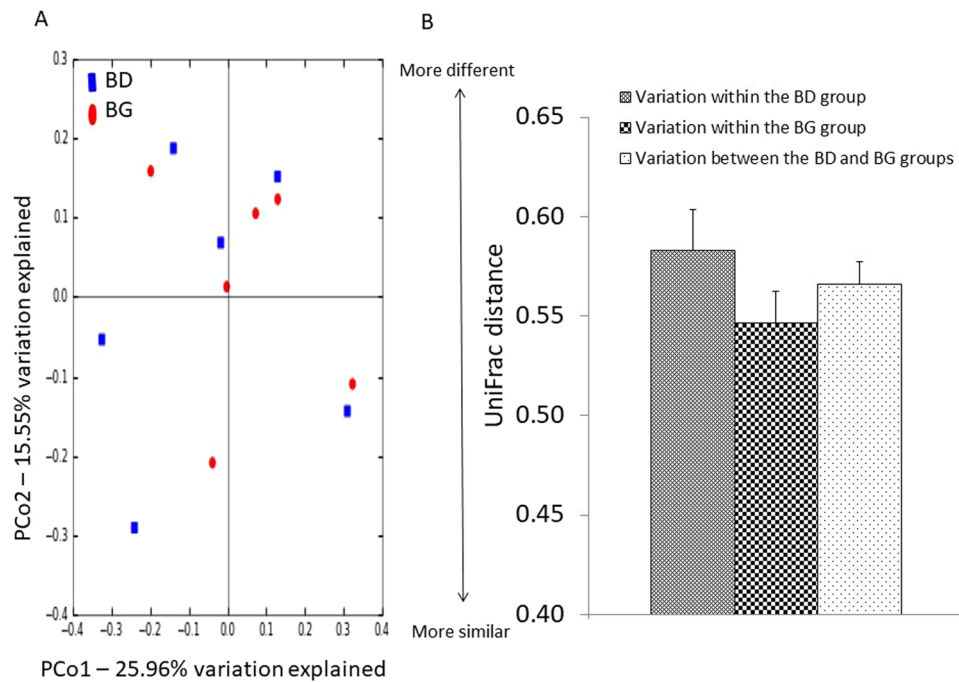 A
BD
BG
0.3
0.2
0.1
0.0
−0.1
−0.2
−0.3
−0.4
−0.4
−0.3
−0.2
−0.1
0.0
0.1
0.2
0.3
0.4
PCo2 – 15.55% variation explained
PCo1 – 25.96% variation explained
B
More different
More similar
UniFrac distance
0.65
0.60
0.55
0.50
0.45
0.40
Variation within the BD group
Variation within the BG group
Variation between the BD and BG groups